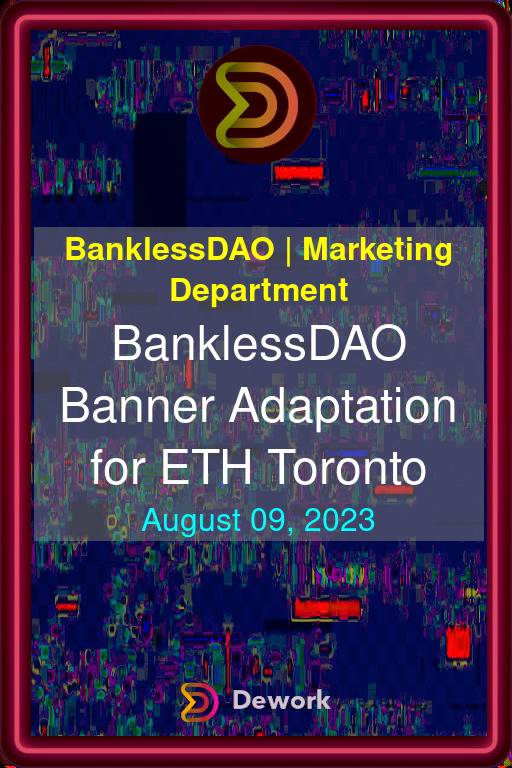 BanklessDAO | Marketing
Department
BanklessDAO
Banner Adaptation
for ETH Toronto
August 09, 2023
Dework